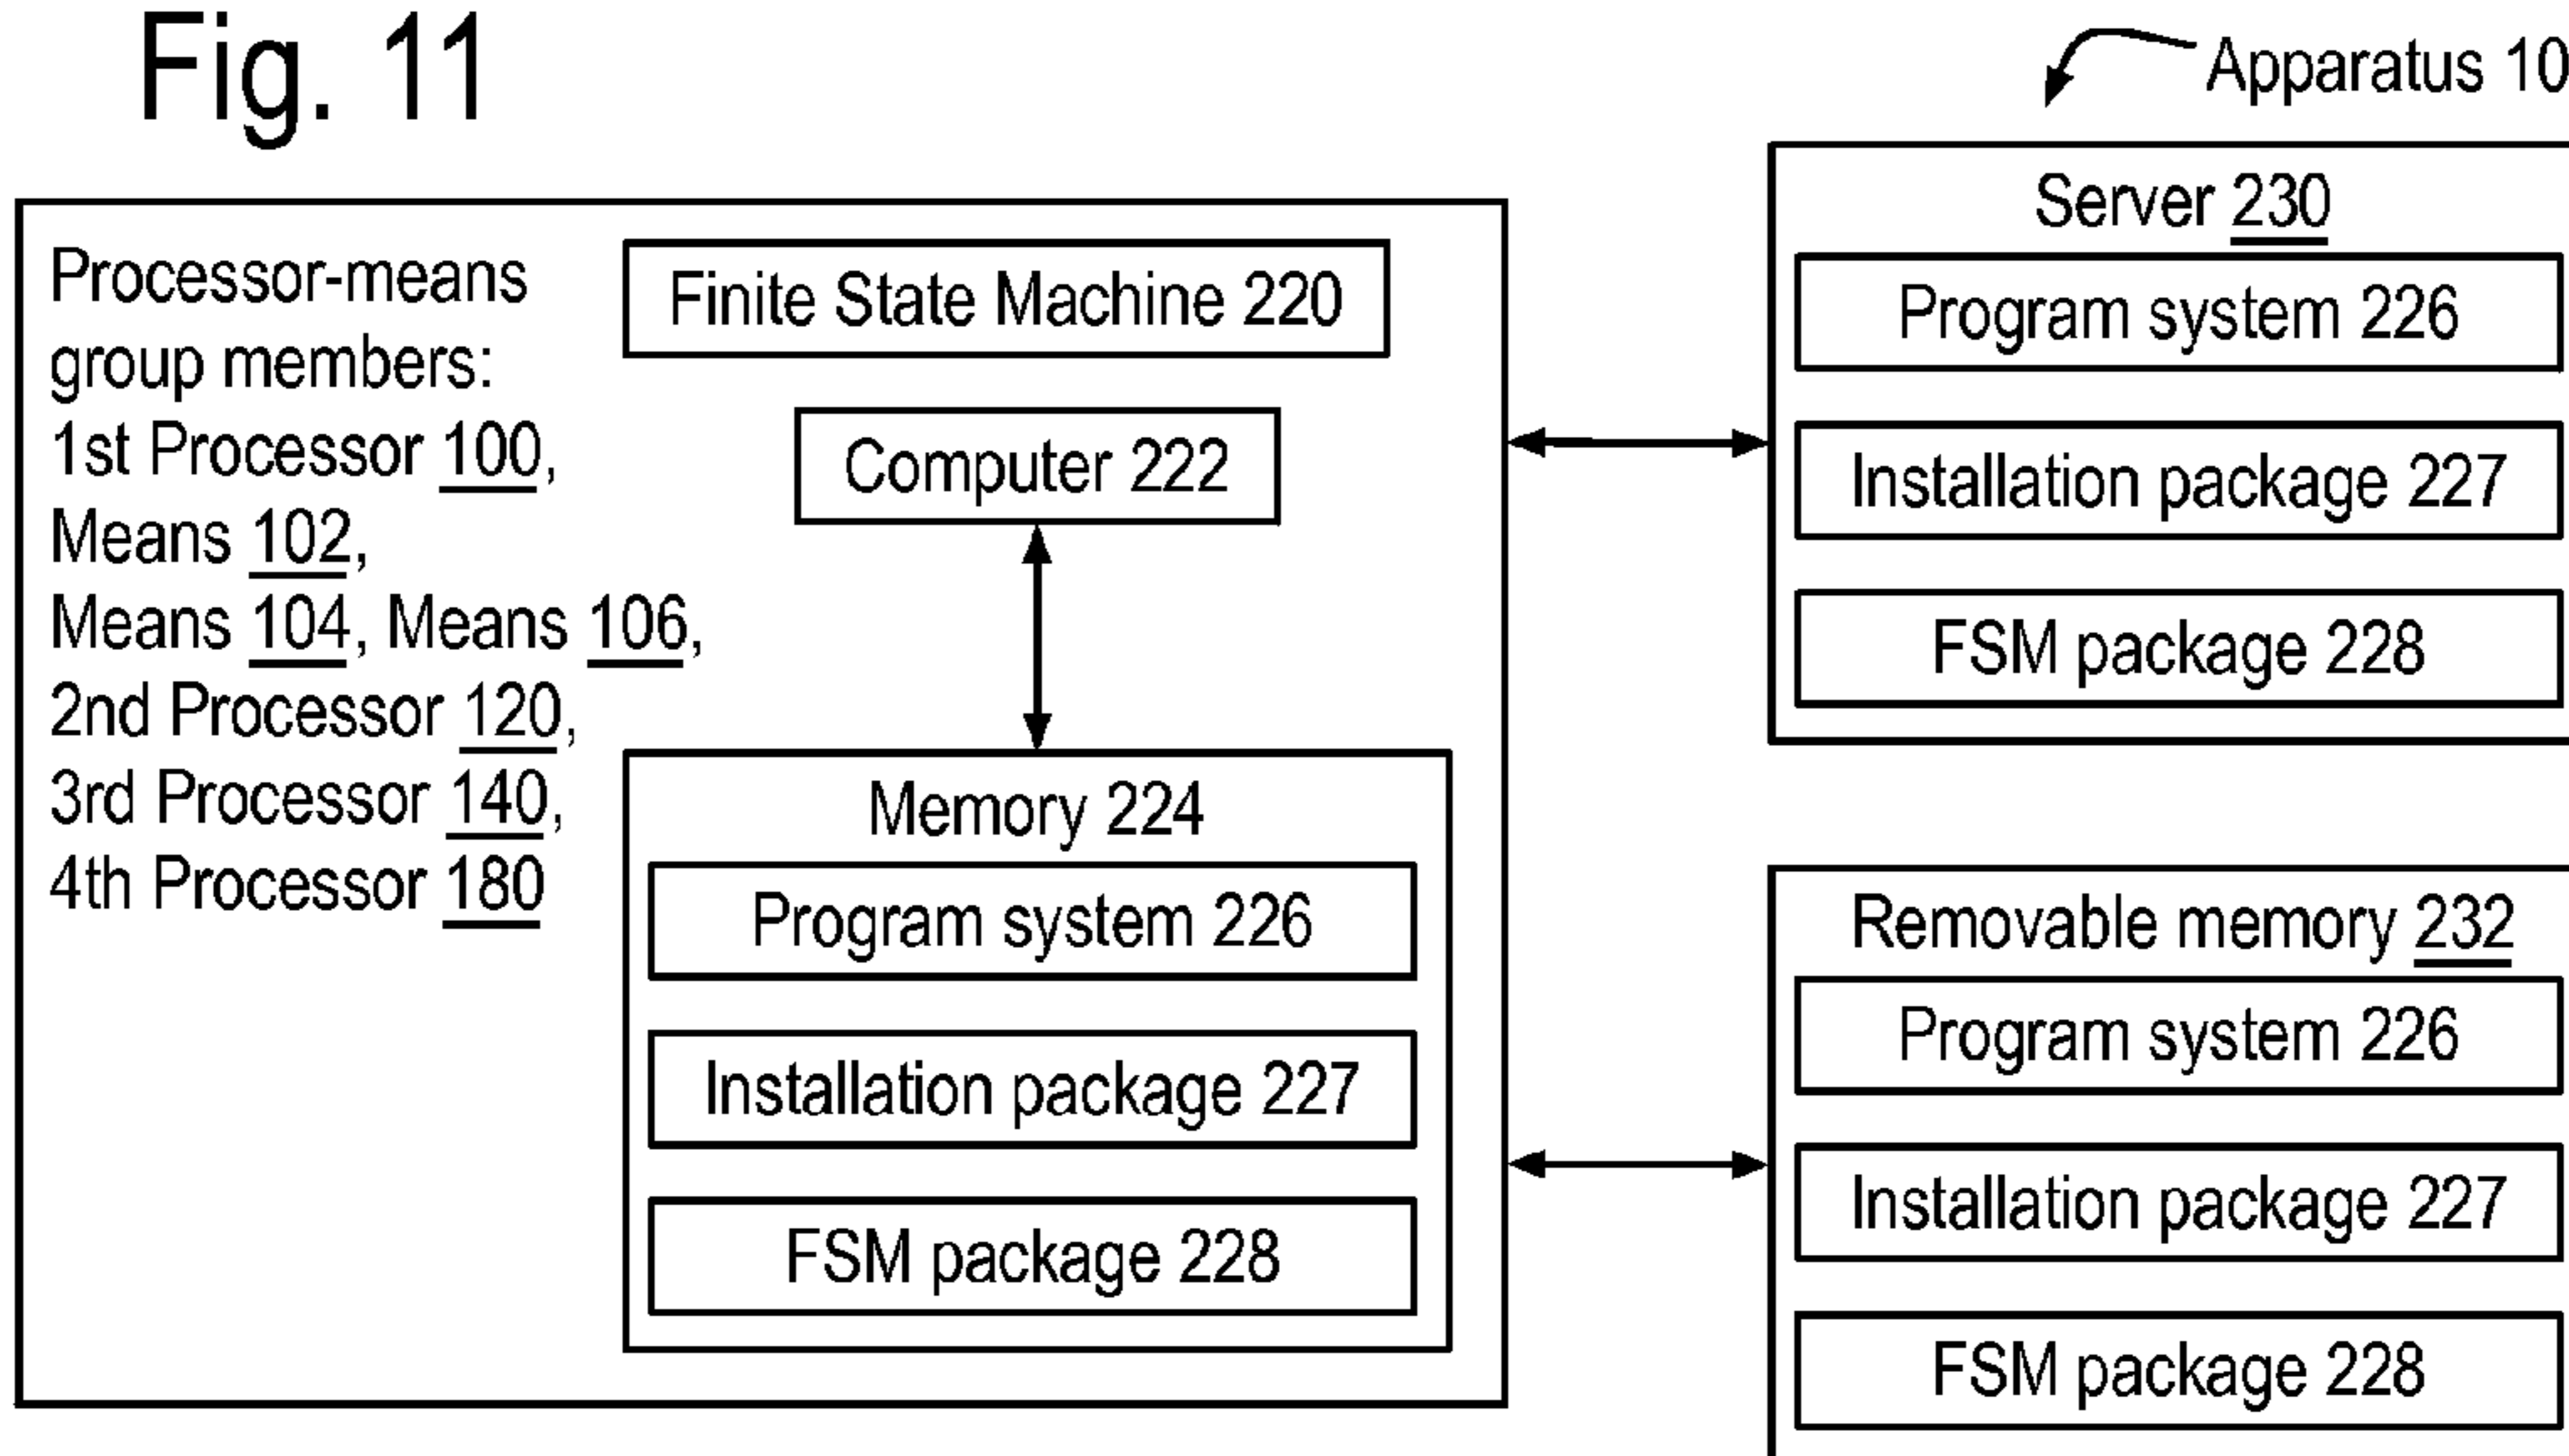 Fig. 11
Apparatus 10
Processor-means
group members:
1st Processor 100,
Means 102,
Means 104, Means 106,
2nd Processor 120,
3rd Processor 140,
4th Processor 180
Finite State Machine 220
Computer 222
Memory 224
Program system 226
Installation package 227
FSM package 228
Server 230
Program system 226
Installation package 227
FSM package 228
Removable memory 232
Program system 226
Installation package 227
FSM package 228